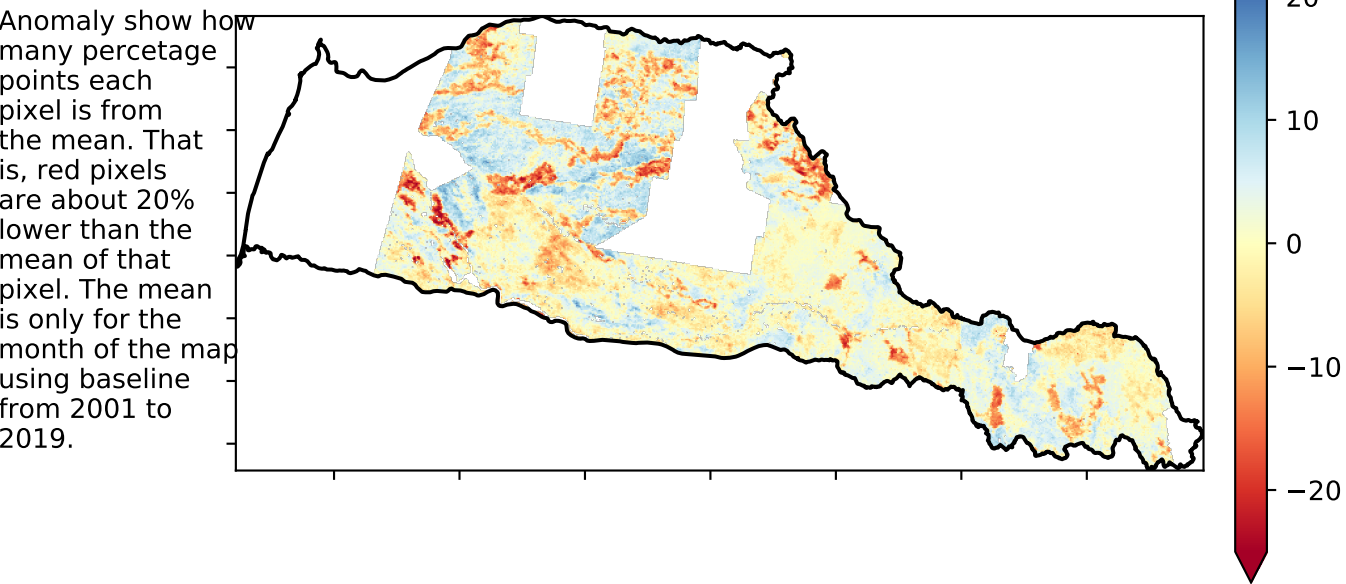 Anomaly show how
many percetage
points each
pixel is from
the mean. That
is, red pixels
are about 20%
lower than the
mean of that
pixel. The mean
is only for the
month of the map
using baseline
from 2001 to
2019.
20
10
0
−10
−20